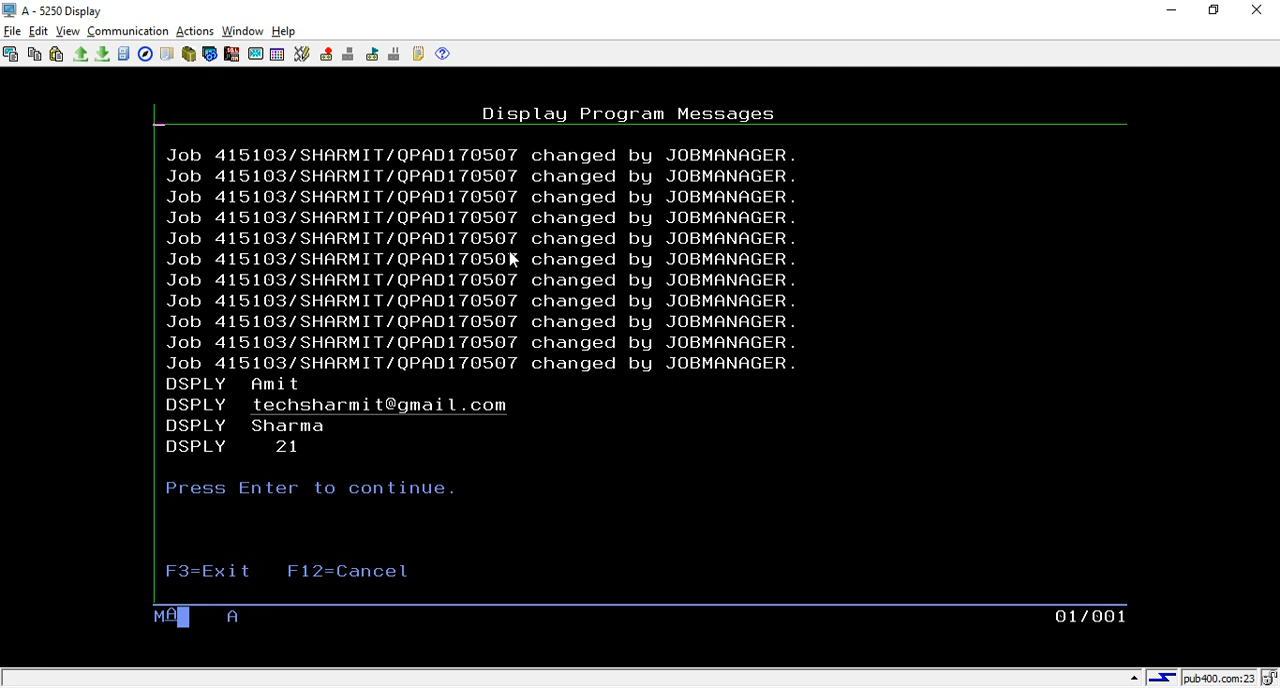 A - 5250 Display
File Edit View Communication Actions Window Help
Display Program Messages
Job 415103/SHARMIT/QPAD170507 changed by JOBMANAGER.
Job 415103/SHARMIT/QPAD170507 changed by JOBMANAGER.
Job 415103/SHARMIT/QPAD170507 changed by JOBMANAGER.
Job 415103/SHARMIT/QPAD170507 changed by JOBMANAGER.
Job 415103/SHARMIT/QPAD170507 changed by JOBMANAGER.
Job 415103/SHARMIT/QPAD170507 changed by JOBMANAGER.
Job 415103/SHARMIT/QPAD170507 changed by JOBMANAGER.
Job 415103/SHARMIT/QPAD170507 changed by JOBMANAGER.
Job 415103/SHARMIT/QPAD170507 changed by JOBMANAGER.
Job 415103/SHARMIT/QPAD170507 changed by JOBMANAGER.
Job 415103/SHARMIT/QPAD170507 changed by JOBMANAGER.
DSPLY Amit
DSPLY techsharmit@gmail.com
DSPLY Sharma
DSPLY 21
Press Enter to continue.
F3=Exit F12=Cancel
MA A 01/001
pub400.com:23